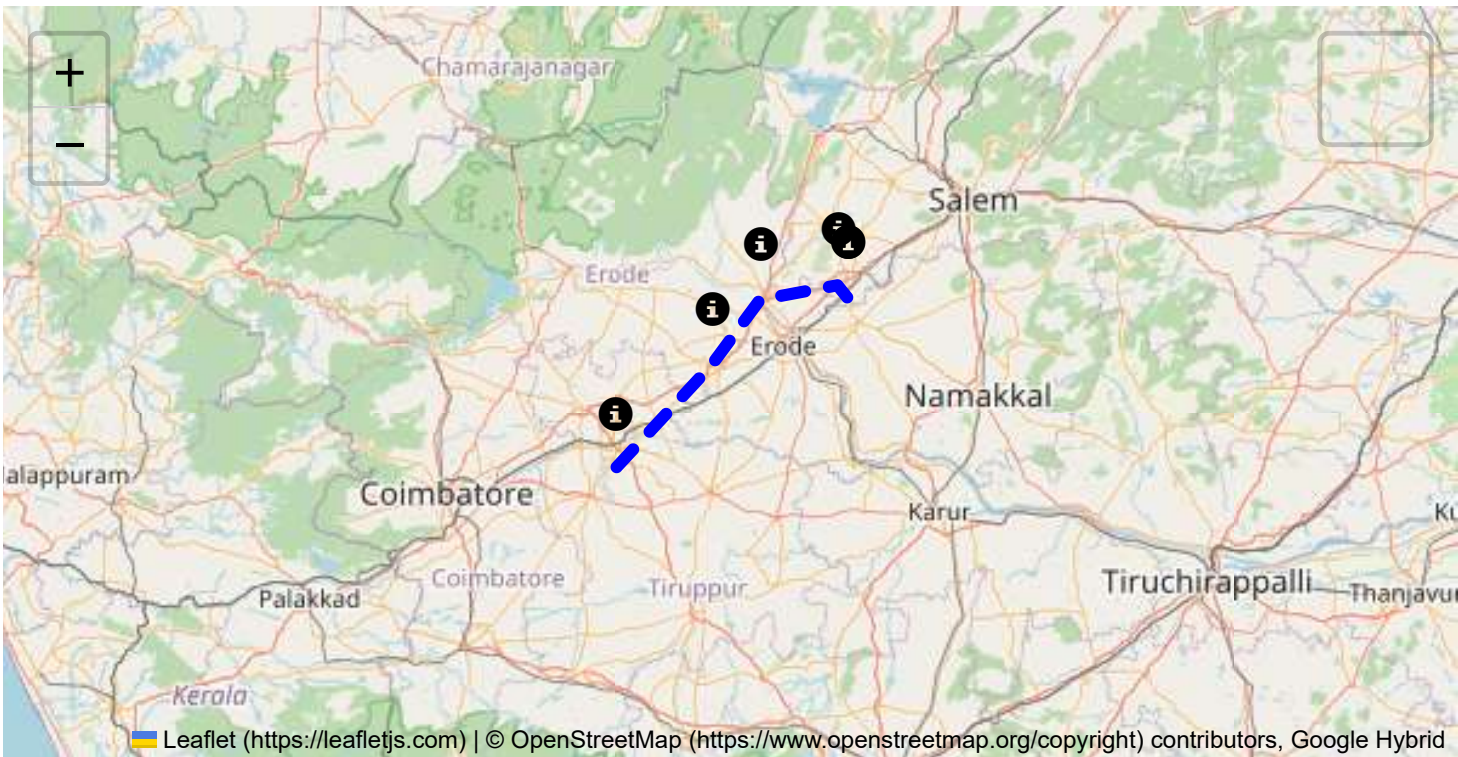 +
−
Chamarajanagar
Salem
Erode
Erode
Namakkal
alappuram
Coimbatore
Karur
Ku
Coimbatore
Tiruppur
Tiruchirappalli
Thanjavur
Palakkad
Kerala
Leaflet (https://leafletjs.com) | © OpenStreetMap (https://www.openstreetmap.org/copyright) contributors, Google Hybrid